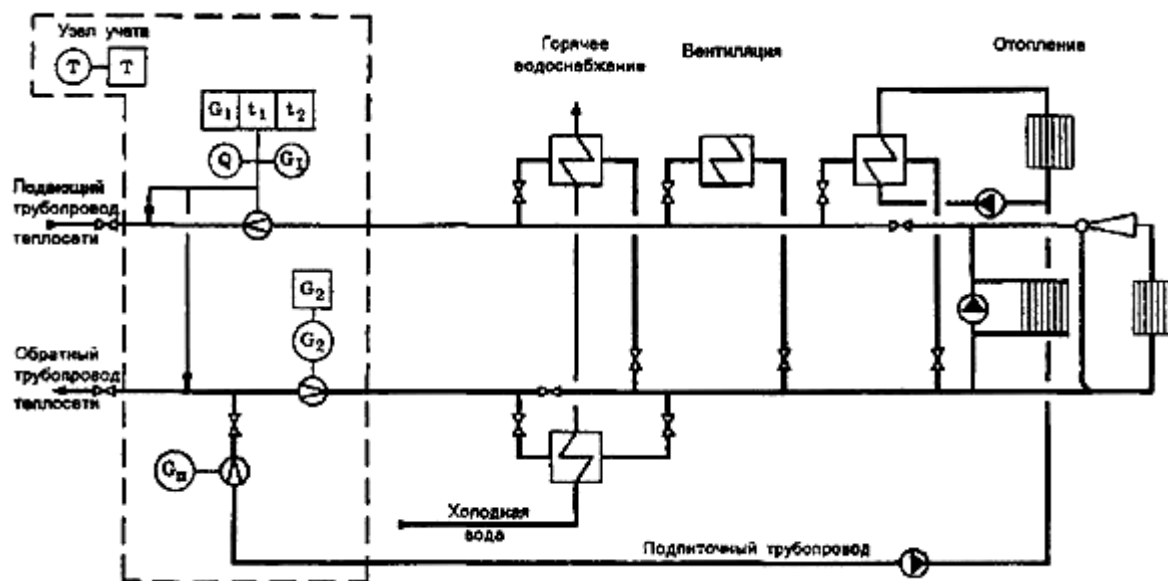 Узел учета
T T
G₁ t₁ t₂
Q G₁
Горячее
водоснабжение
Вентиляция
Отопление
Подающий
трубопровод
теплосети
G₂
G₂
Обратный
трубопровод
теплосети
Gп
Холодная
вода
Подпиточный трубопровод